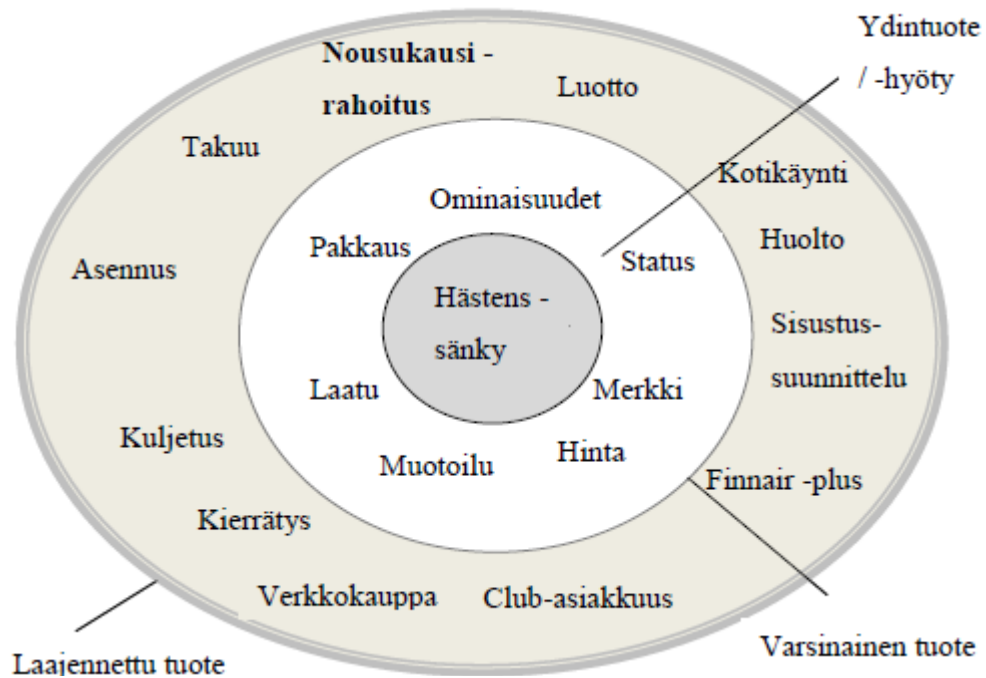 Ydintuote
/ -hyöty
Nousukausi -
rahoitus
Luotto
Takuu
Kotikäynti
Ominaisuudet
Pakkaus
Status
Huolto
Asennus
Hästens -
sänky
Sisustus-
suunnittelu
Laatu
Merkki
Kuljetus
Muotoilu
Hinta
Finnair -plus
Kierrätys
Verkkokauppa
Club-asiakkuus
Varsinainen tuote
Laajennettu tuote